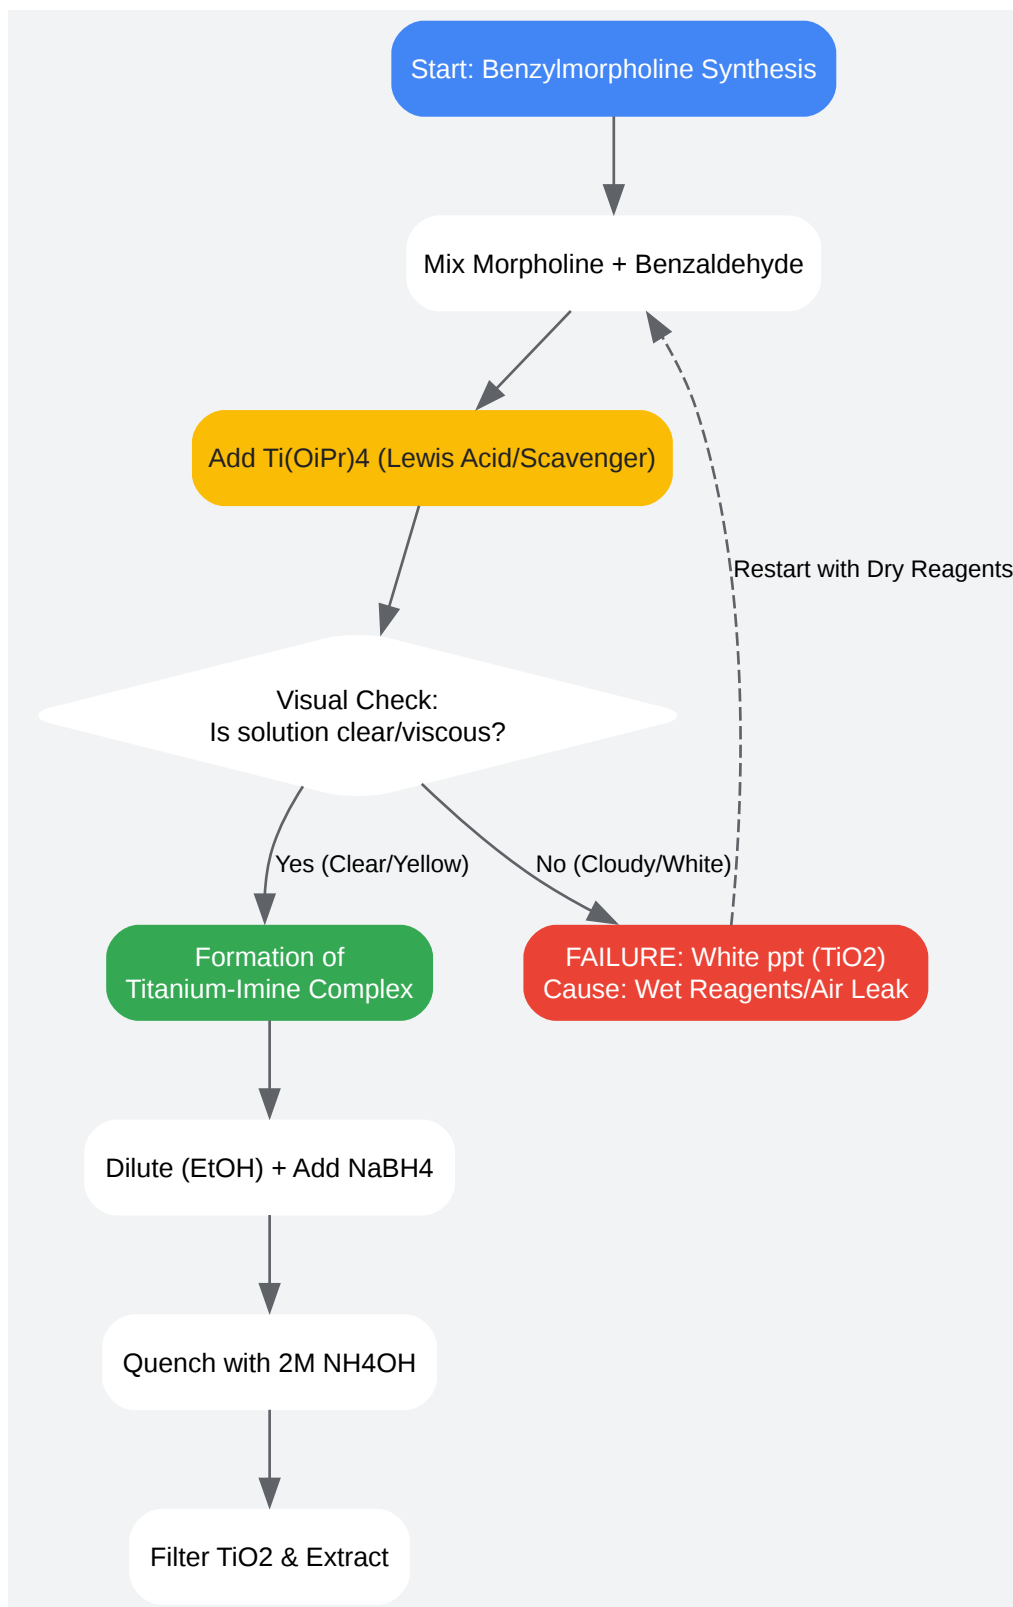 Start: Benzylmorpholine Synthesis
Mix Morpholine + Benzaldehyde
Add Ti(OiPr)4 (Lewis Acid/Scavenger)
Restart with Dry Reagents
Visual Check:
Is solution clear/viscous?
Yes (Clear/Yellow)
No (Cloudy/White)
Formation of
Titanium-Imine Complex
FAILURE: White ppt (TiO2)
Cause: Wet Reagents/Air Leak
Dilute (EtOH) + Add NaBH4
Quench with 2M NH4OH
Filter TiO2 & Extract